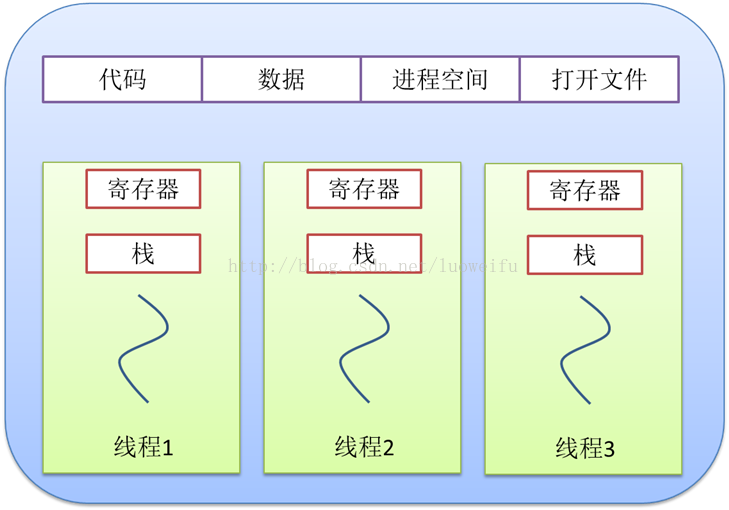 代码 数据 进程空间 打开文件
寄存器 寄存器 寄存器
栈 栈 栈
http://blog.csdn.net/luoweifu
线程1 线程2 线程3